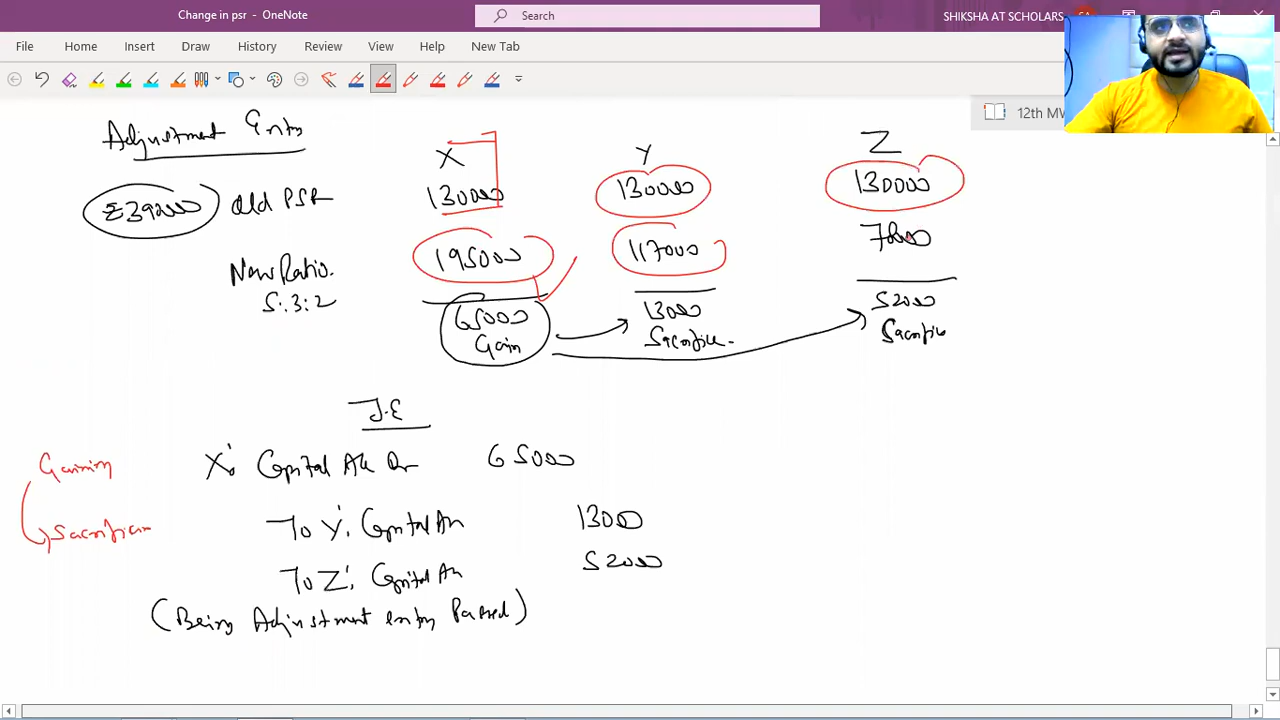 Change in psr - OneNote
Search
SHIKSHA AT SCHOLARS
File Home Insert Draw History Review View Help New Tab
12th MW
Adjustment Entry
X Y Z
₹390000 old PSR 130000 130000 130000
New Ratio. 195000 117000 78000
5:3:2
65000 13000 52000
Gain Sacrifice. Sacrifice
J.E
Gaining X's Capital A/c Dr 65000
Sacrificing To Y's Capital A/c 13000
To Z's Capital A/c 52000
(Being Adjustment entry Passed)